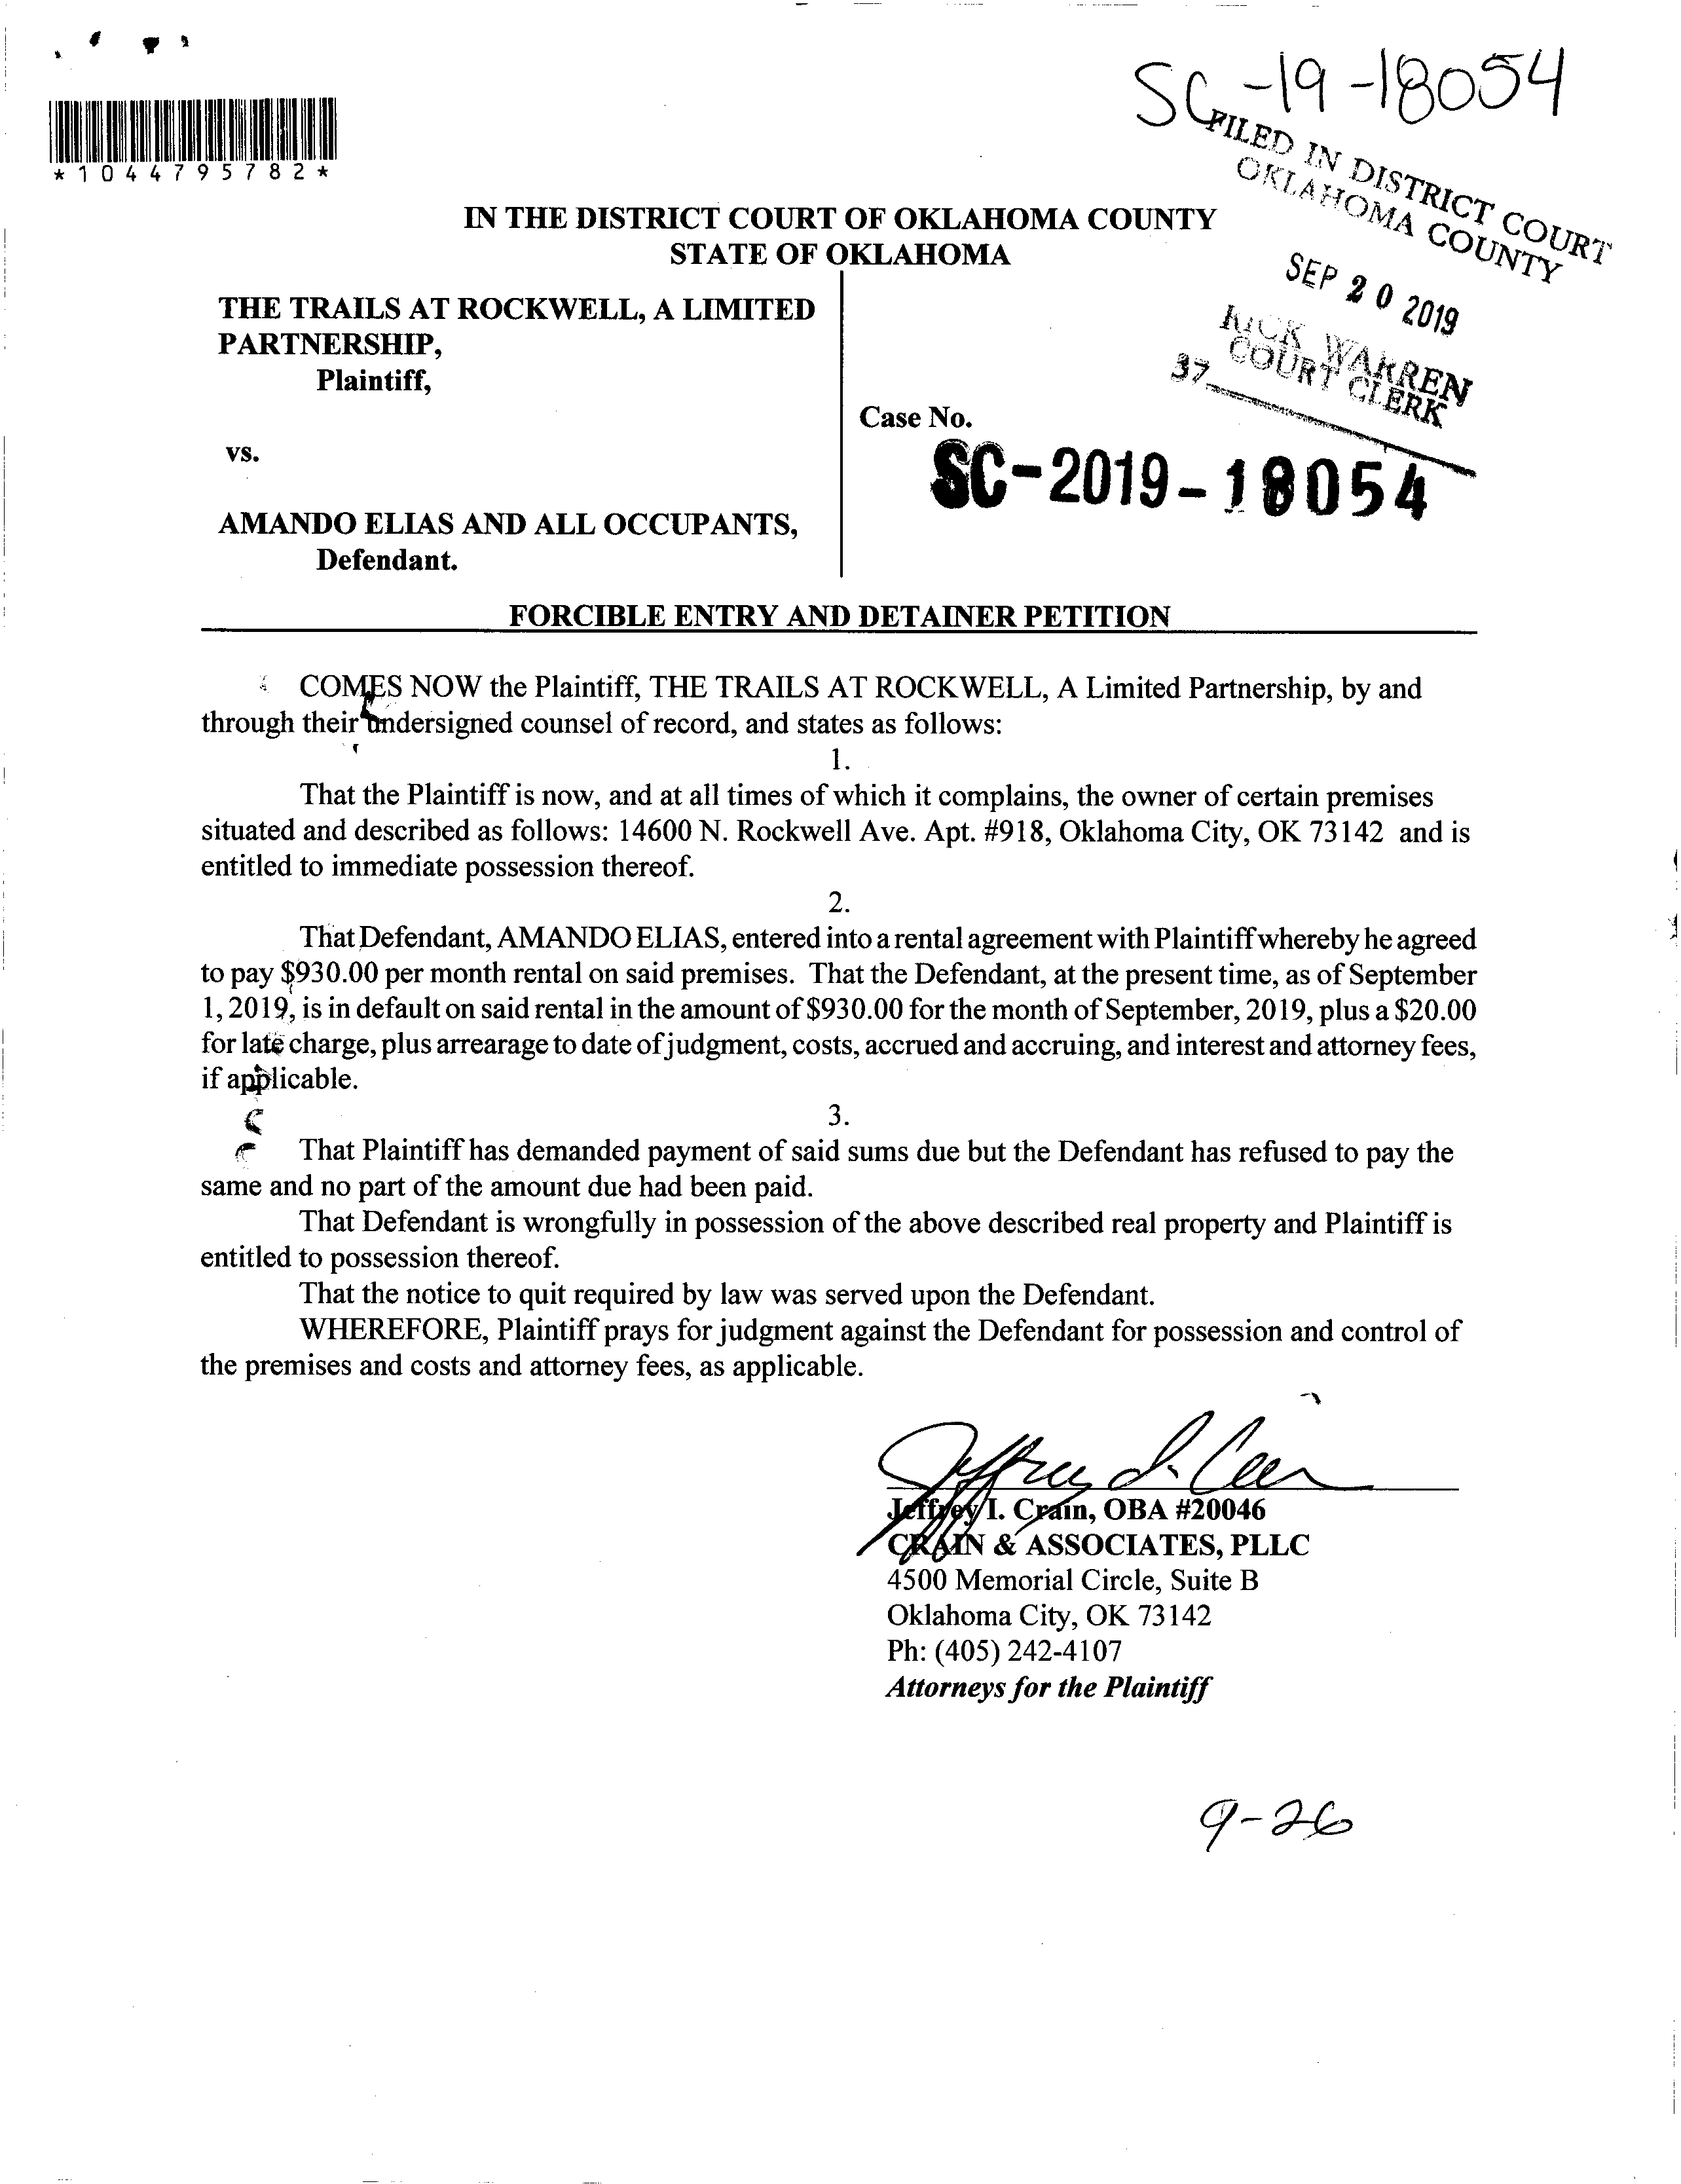 SC-19-18054
*1044795782*
FILED IN DISTRICT COURT
OKLAHOMA COUNTY
SEP 20 2019
RICK WARREN
COURT CLERK
37
IN THE DISTRICT COURT OF OKLAHOMA COUNTY
STATE OF OKLAHOMA
THE TRAILS AT ROCKWELL, A LIMITED
PARTNERSHIP,
Plaintiff,
vs.
AMANDO ELIAS AND ALL OCCUPANTS,
Defendant.
Case No.
SC-2019-18054
FORCIBLE ENTRY AND DETAINER PETITION
COMES NOW the Plaintiff, THE TRAILS AT ROCKWELL, A Limited Partnership, by and
through their undersigned counsel of record, and states as follows:
1.
That the Plaintiff is now, and at all times of which it complains, the owner of certain premises
situated and described as follows: 14600 N. Rockwell Ave. Apt. #918, Oklahoma City, OK 73142 and is
entitled to immediate possession thereof.
2.
That Defendant, AMANDO ELIAS, entered into a rental agreement with Plaintiff whereby he agreed
to pay $930.00 per month rental on said premises. That the Defendant, at the present time, as of September
1, 2019, is in default on said rental in the amount of $930.00 for the month of September, 2019, plus a $20.00
for late charge, plus arrearage to date of judgment, costs, accrued and accruing, and interest and attorney fees,
if applicable.
3.
That Plaintiff has demanded payment of said sums due but the Defendant has refused to pay the
same and no part of the amount due had been paid.
That Defendant is wrongfully in possession of the above described real property and Plaintiff is
entitled to possession thereof.
That the notice to quit required by law was served upon the Defendant.
WHEREFORE, Plaintiff prays for judgment against the Defendant for possession and control of
the premises and costs and attorney fees, as applicable.
Jeffrey I. Crain, OBA #20046
CRAIN & ASSOCIATES, PLLC
4500 Memorial Circle, Suite B
Oklahoma City, OK 73142
Ph: (405) 242-4107
Attorneys for the Plaintiff
9-26